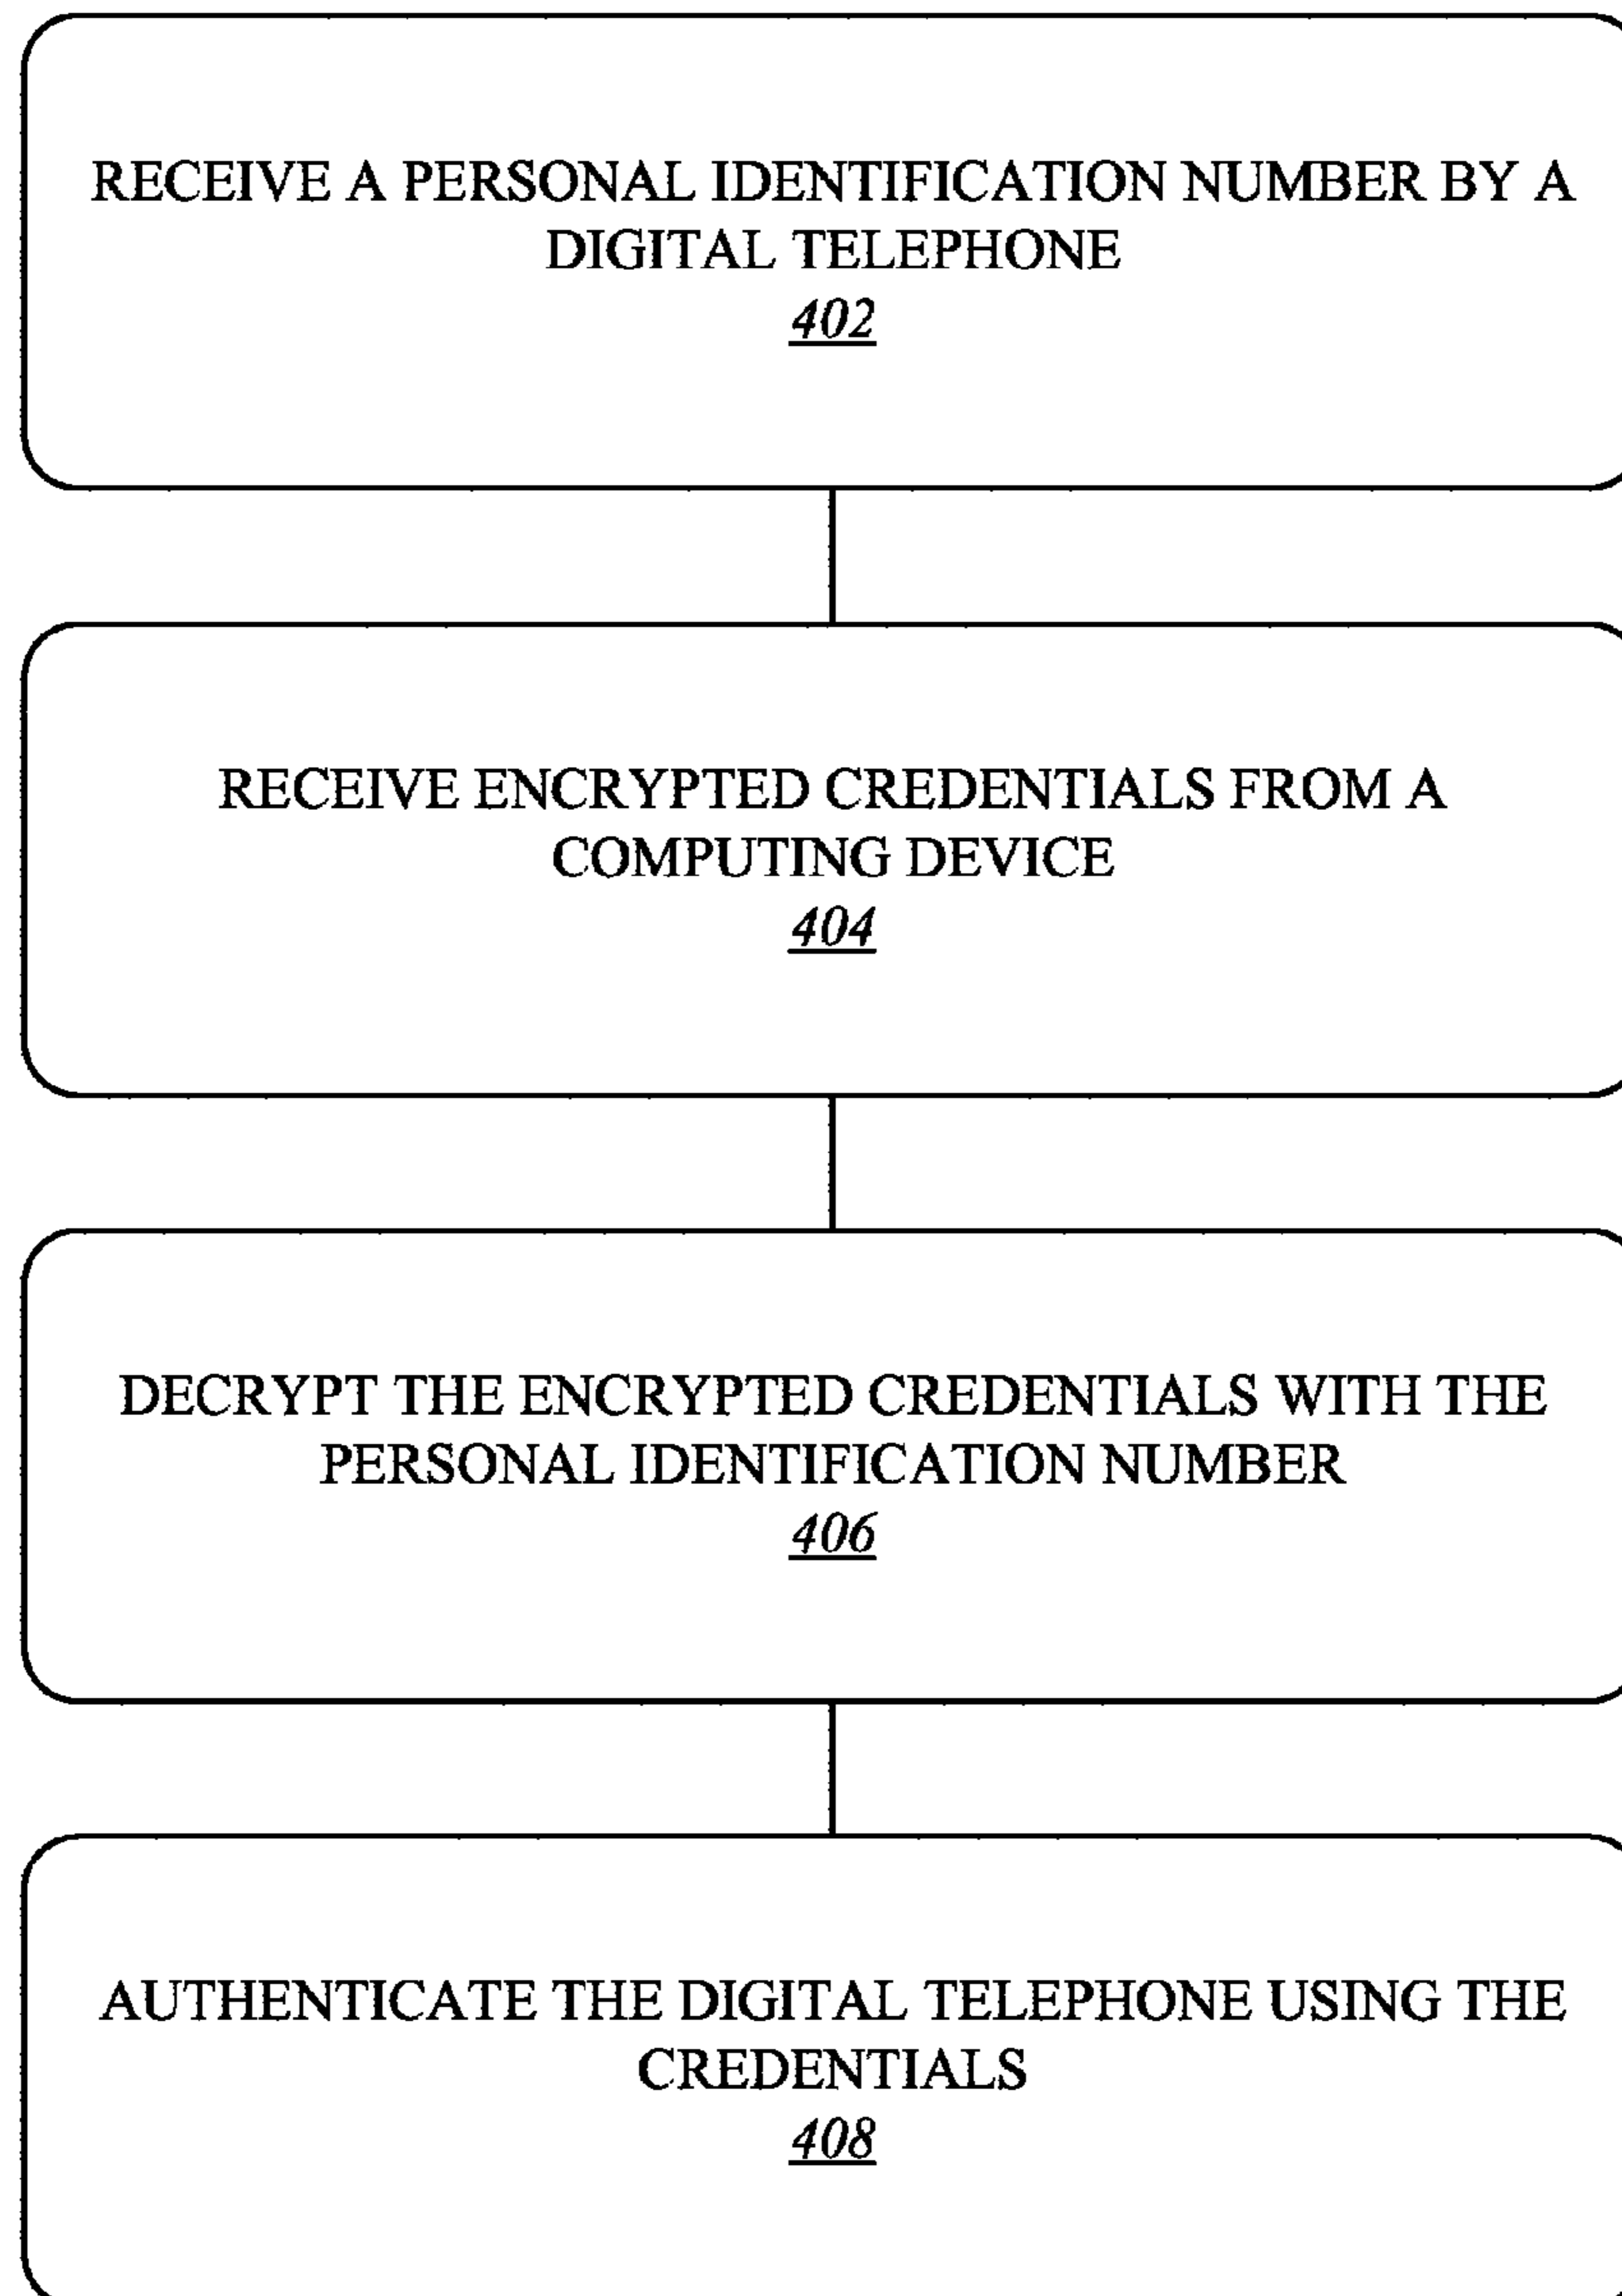 RECEIVE A PERSONAL IDENTIFICATION NUMBER BY A
DIGITAL TELEPHONE
402
RECEIVE ENCRYPTED CREDENTIALS FROM A
COMPUTING DEVICE
404
DECRYPT THE ENCRYPTED CREDENTIALS WITH THE
PERSONAL IDENTIFICATION NUMBER
406
AUTHENTICATE THE DIGITAL TELEPHONE USING THE
CREDENTIALS
408